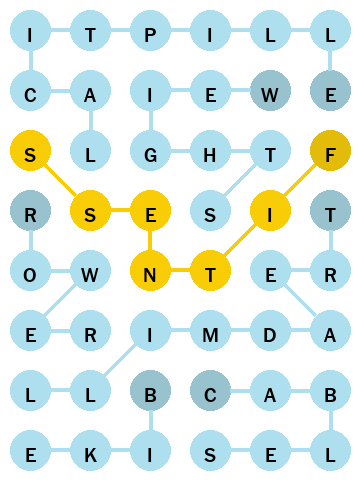 I T P I L L
C A I E W E
S L G H T F
R S E S I T
O W N T E R
E R I M D A
L L B C A B
E K I S E L